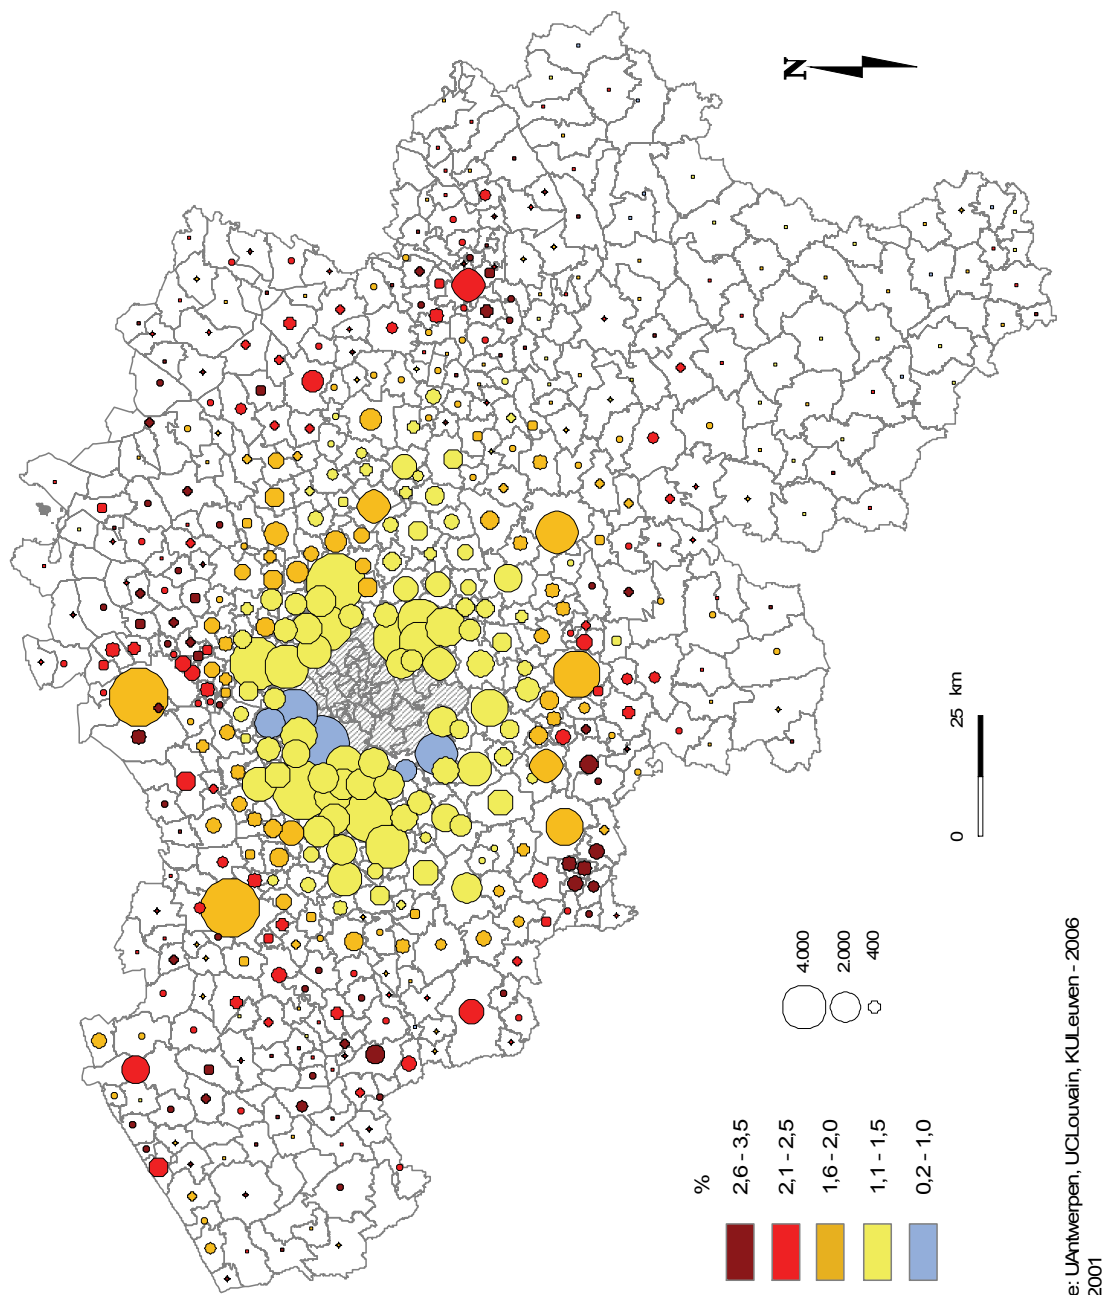 N
%
2,6 - 3,5
2,1 - 2,5
1,6 - 2,0
1,1 - 1,5
0,2 - 1,0
4.000
2.000
400
0 25 km
e: UAntwerpen, UCLouvain, KULeuven - 2006
2001